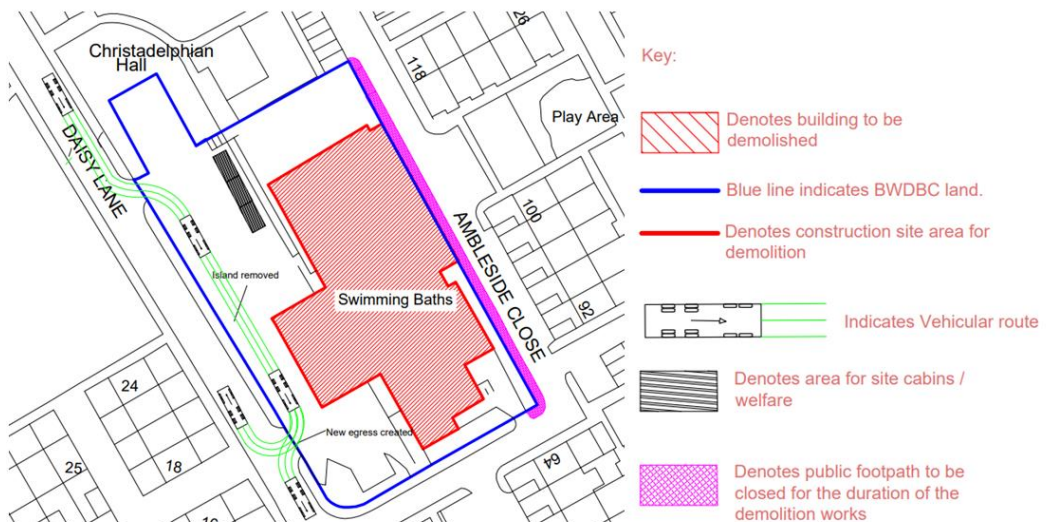 Christadelphian
Hall
118
26
Play Area
DAISY LANE
100
AMBLESIDE CLOSE
Island removed
Swimming Baths
92
24
New egress created
25
18
64
Key:
Denotes building to be
demolished
Blue line indicates BWDBC land.
Denotes construction site area for
demolition
Indicates Vehicular route
Denotes area for site cabins /
welfare
Denotes public footpath to be
closed for the duration of the
demolition works